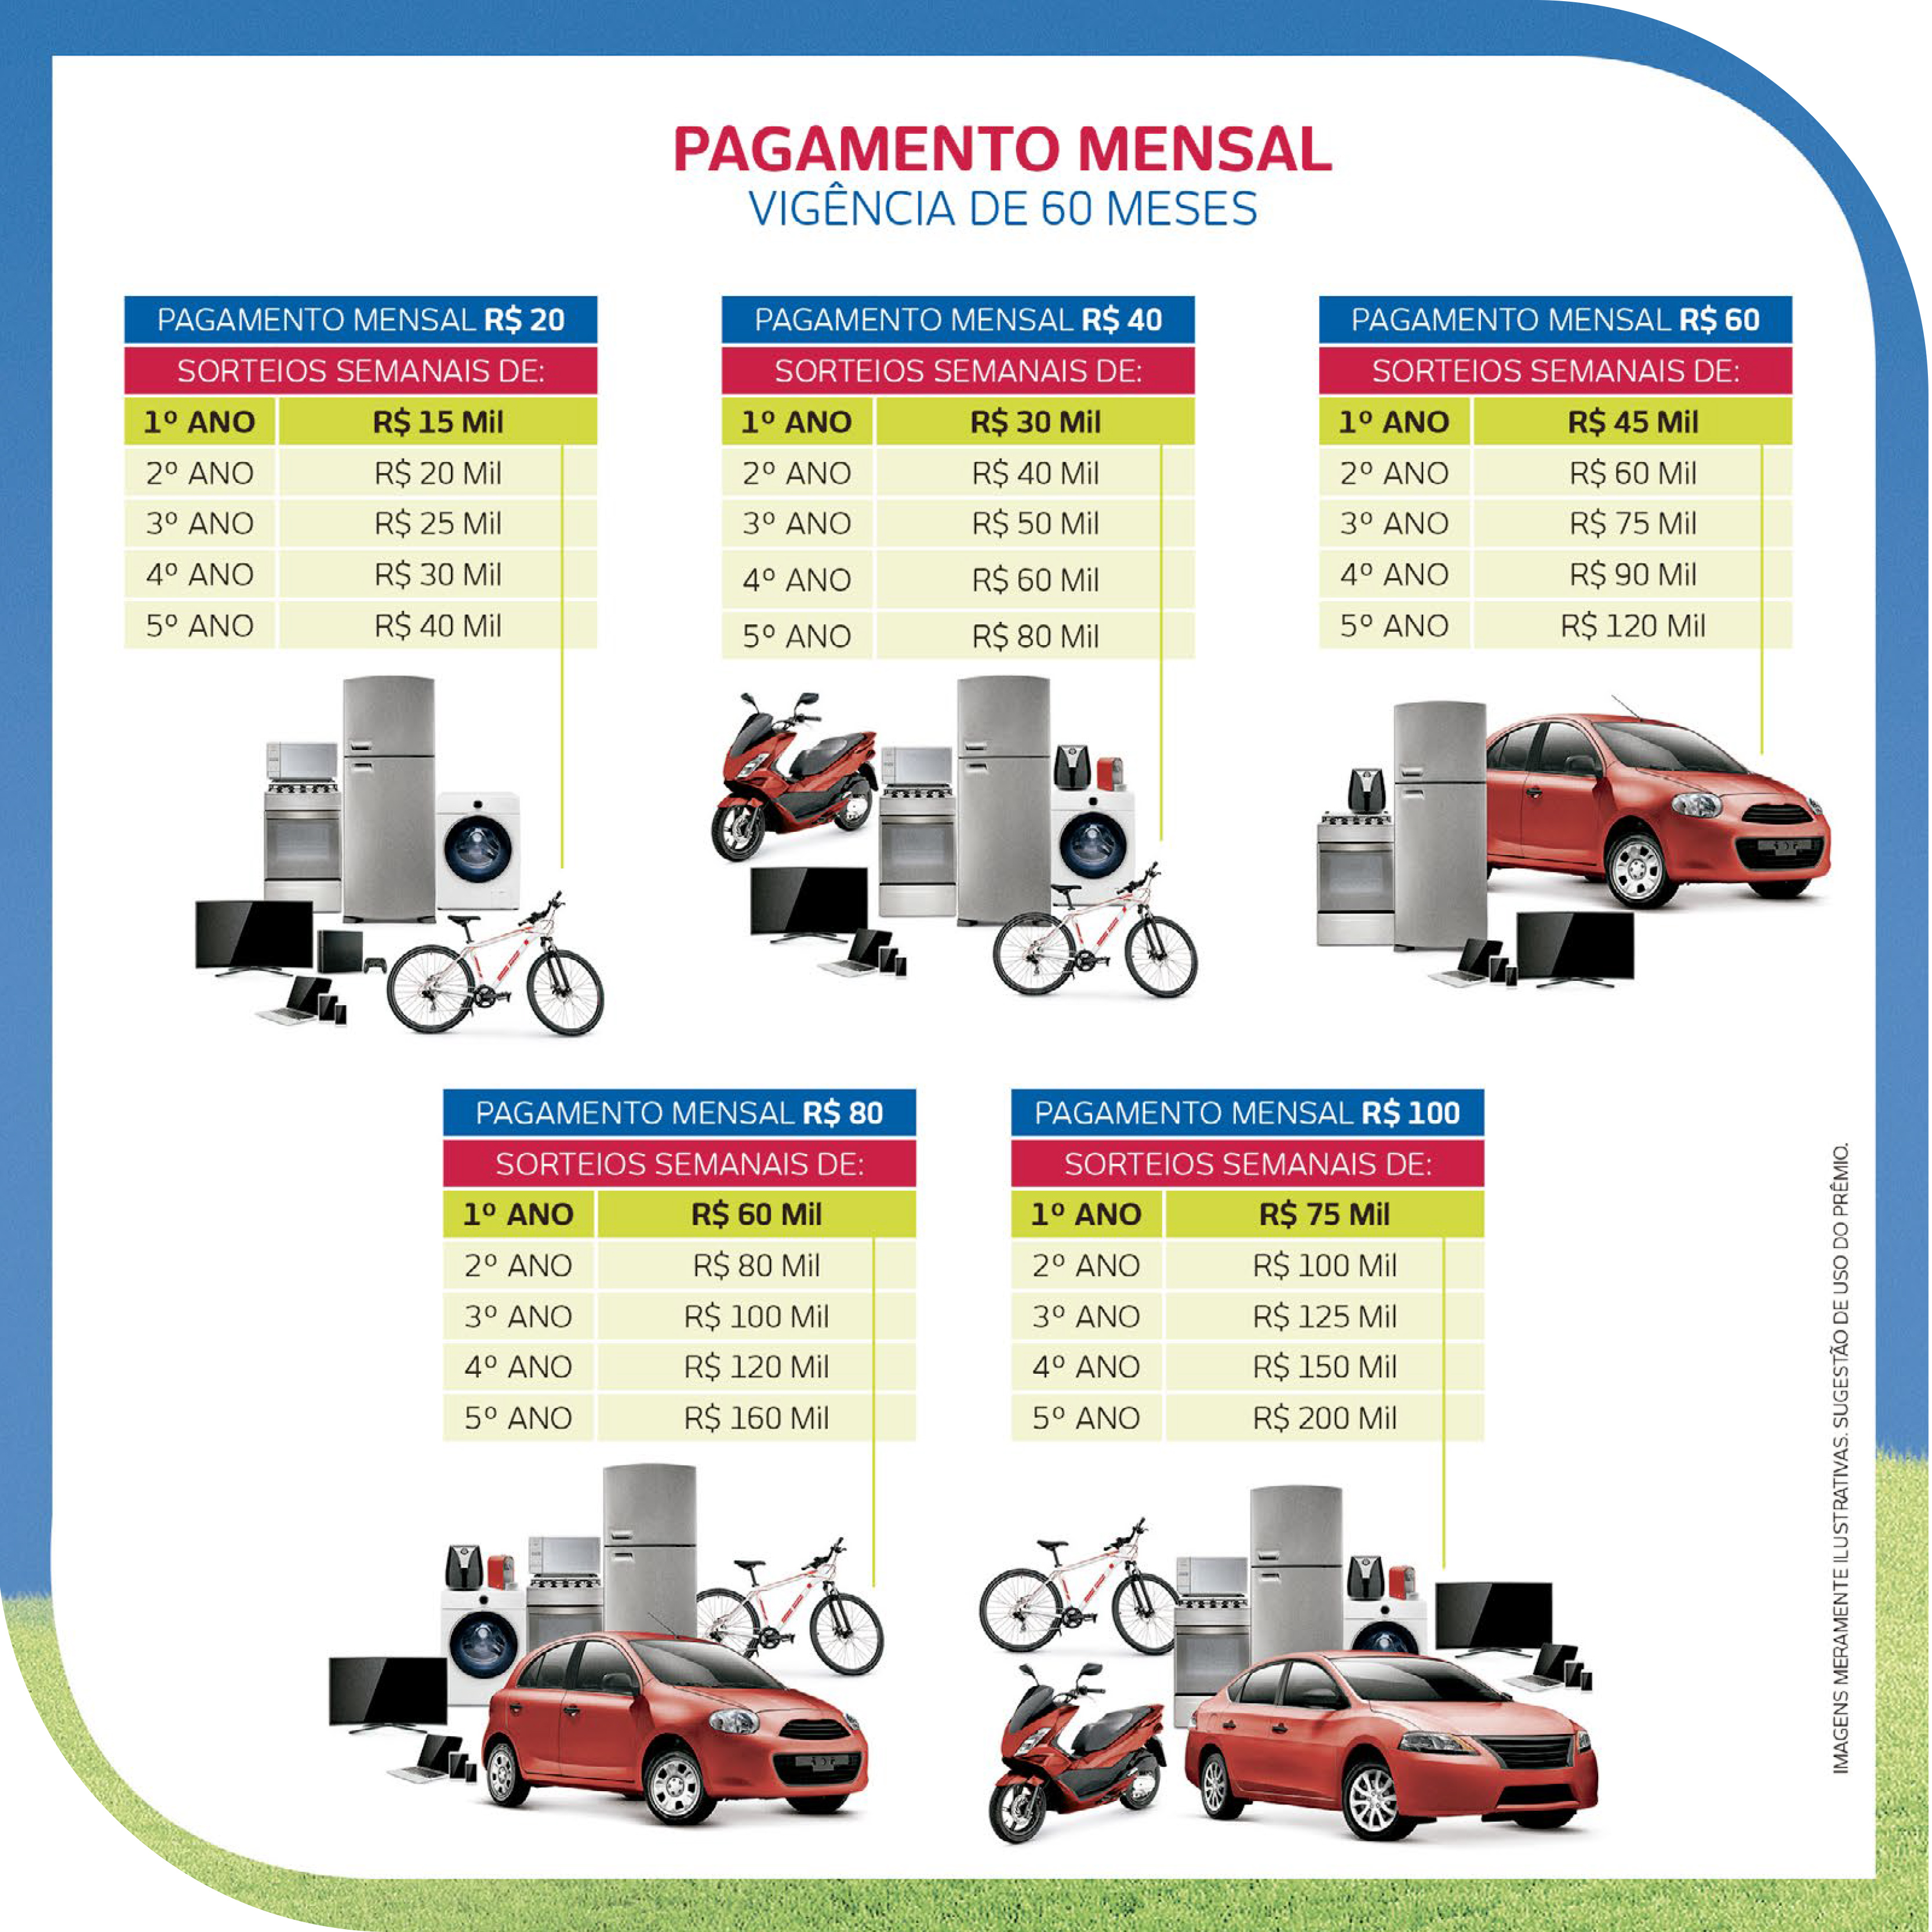 PAGAMENTO MENSAL
VIGÊNCIA DE 60 MESES
PAGAMENTO MENSAL R$ 20
SORTEIOS SEMANAIS DE:
1º ANO R$ 15 Mil
2º ANO R$ 20 Mil
3º ANO R$ 25 Mil
4º ANO R$ 30 Mil
5º ANO R$ 40 Mil
PAGAMENTO MENSAL R$ 40
SORTEIOS SEMANAIS DE:
1º ANO R$ 30 Mil
2º ANO R$ 40 Mil
3º ANO R$ 50 Mil
4º ANO R$ 60 Mil
5º ANO R$ 80 Mil
PAGAMENTO MENSAL R$ 60
SORTEIOS SEMANAIS DE:
1º ANO R$ 45 Mil
2º ANO R$ 60 Mil
3º ANO R$ 75 Mil
4º ANO R$ 90 Mil
5º ANO R$ 120 Mil
PAGAMENTO MENSAL R$ 80
SORTEIOS SEMANAIS DE:
1º ANO R$ 60 Mil
2º ANO R$ 80 Mil
3º ANO R$ 100 Mil
4º ANO R$ 120 Mil
5º ANO R$ 160 Mil
PAGAMENTO MENSAL R$ 100
SORTEIOS SEMANAIS DE:
1º ANO R$ 75 Mil
2º ANO R$ 100 Mil
3º ANO R$ 125 Mil
4º ANO R$ 150 Mil
5º ANO R$ 200 Mil
IMAGENS MERAMENTE ILUSTRATIVAS. SUGESTÃO DE USO DO PRÊMIO.